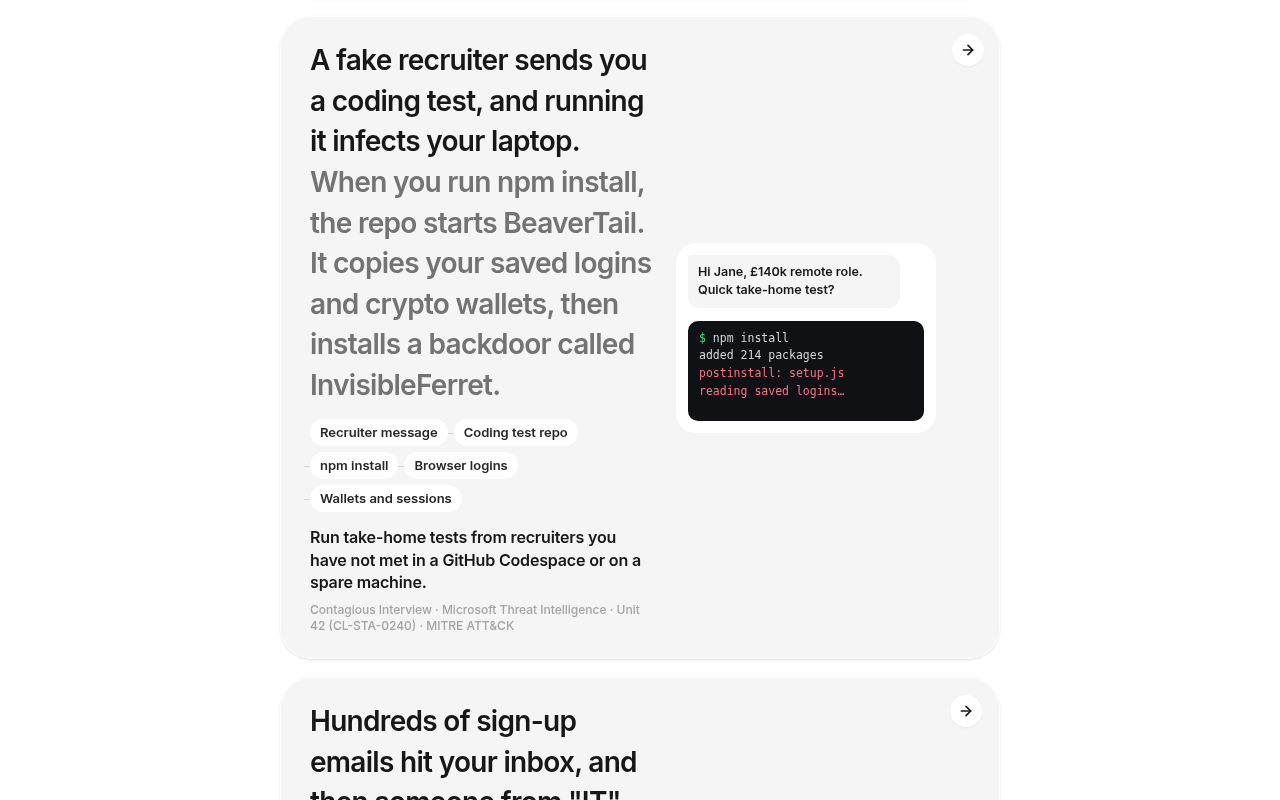 A fake recruiter sends you
a coding test, and running
it infects your laptop.
When you run npm install,
the repo starts BeaverTail.
It copies your saved logins
and crypto wallets, then
installs a backdoor called
InvisibleFerret.
Recruiter message
Coding test repo
npm install
Browser logins
Wallets and sessions
Run take-home tests from recruiters you
have not met in a GitHub Codespace or on a
spare machine.
Contagious Interview · Microsoft Threat Intelligence · Unit
42 (CL-STA-0240) · MITRE ATT&CK
Hi Jane, £140k remote role.
Quick take-home test?
$ npm install
added 214 packages
postinstall: setup.js
reading saved logins…
Hundreds of sign-up
emails hit your inbox, and
then someone from "IT"